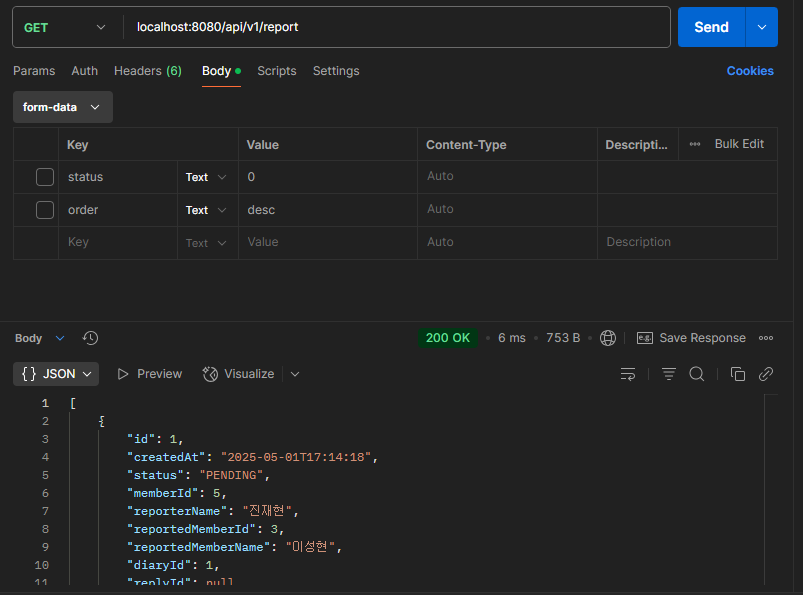 GET localhost:8080/api/v1/report Send
Params Auth Headers (6) Body Scripts Settings Cookies
form-data
Key Value Content-Type Descripti... Bulk Edit
status Text 0 Auto
order Text desc Auto
Key Text Value Auto Description
Body 200 OK 6 ms 753 B e.g. Save Response
{} JSON Preview Visualize
1 [
2 {
3 "id": 1,
4 "createdAt": "2025-05-01T17:14:18",
5 "status": "PENDING",
6 "memberId": 5,
7 "reporterName": "진재현",
8 "reportedMemberId": 3,
9 "reportedMemberName": "이성현",
10 "diaryId": 1,
11 "replyId": null